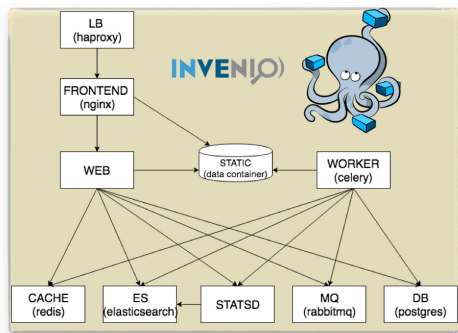 LB
(haproxy)
INVENIO
FRONTEND
(nginx)
WEB
STATIC
(data container)
WORKER
(celery)
CACHE
(redis)
ES
(elasticsearch)
STATSD
MQ
(rabbitmq)
DB
(postgres)